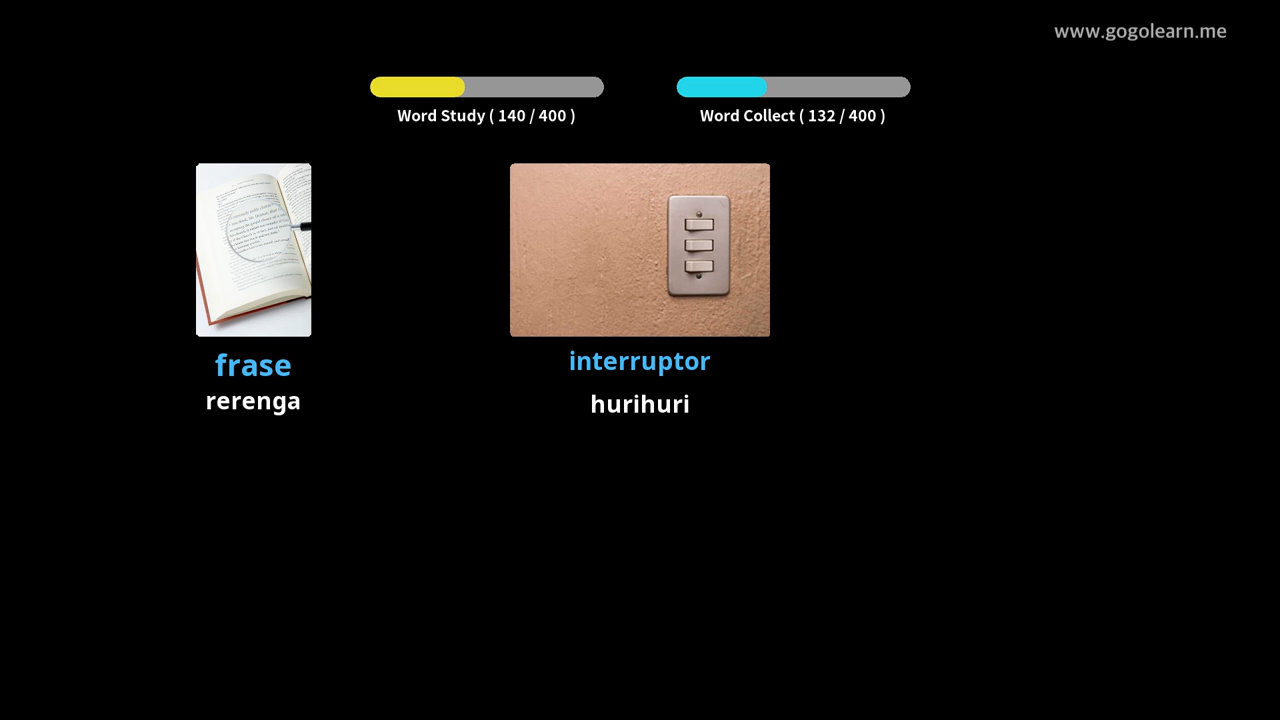 www.gogolearn.me
Word Study ( 140 / 400 )
Word Collect ( 132 / 400 )
frase
rerenga
interruptor
hurihuri